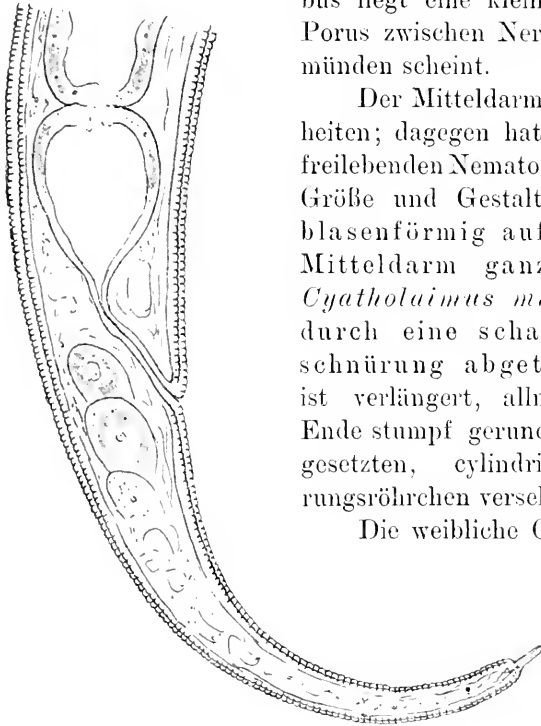 bus liegt eine klein
Porus zwischen Ner
münden scheint.
Der Mitteldarm
heiten; dagegen hat
freilebenden Nemato
Größe und Gestalt
blasenförmig auf
Mitteldarm ganz
Cyatholaimus m
durch eine scha
schnürung abget
ist verlängert, allm
Ende stumpf gerund
gesetzten, cylindri
rungsröhrchen verse
Die weibliche G